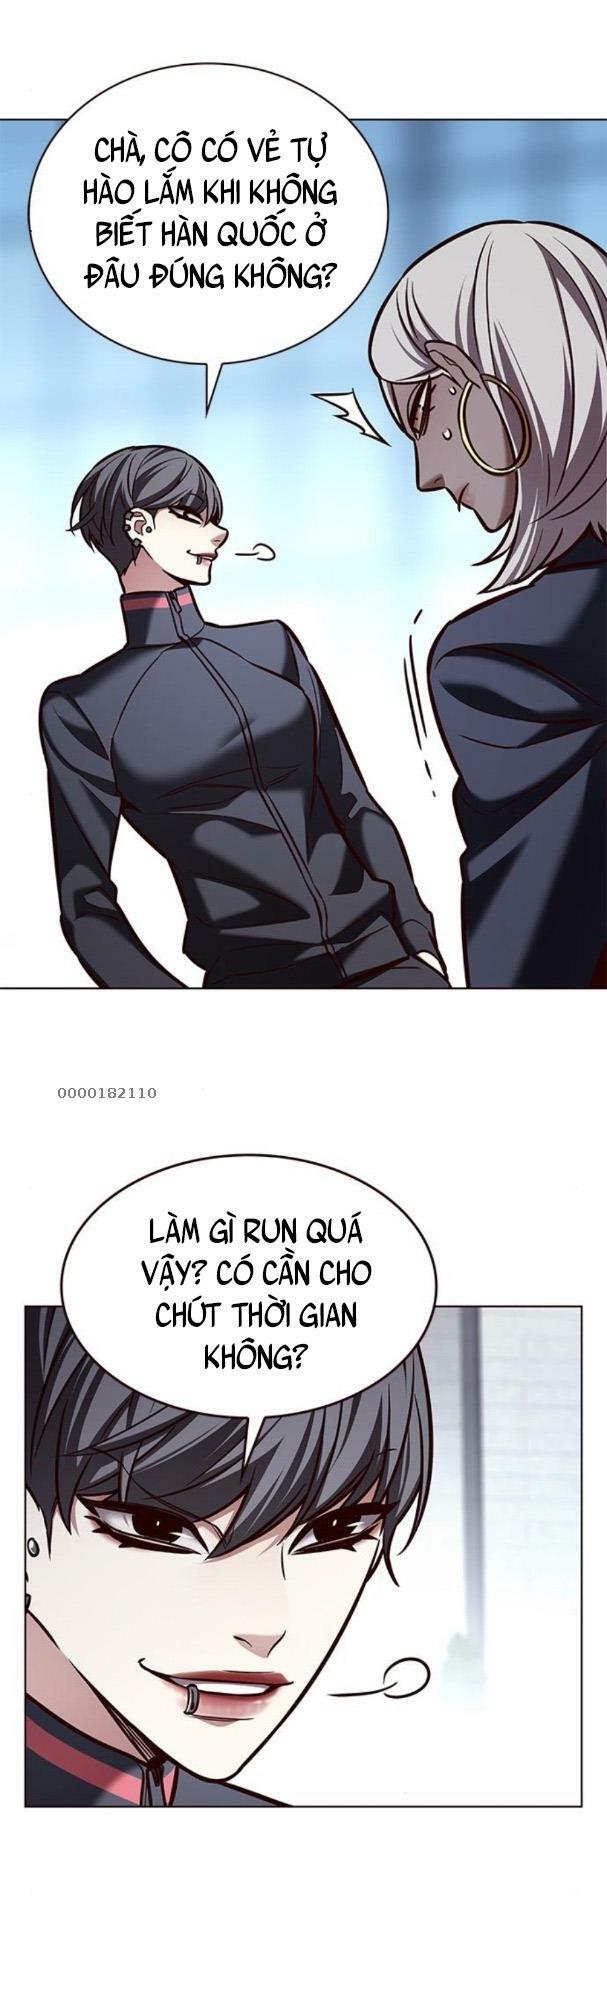 CHÀ, CÔ CÓ VẺ TỰ
HÀO LẮM KHI KHÔNG
BIẾT HÀN QUỐC Ở
ĐÂU ĐÚNG KHÔNG?
0000182110
LÀM GÌ RUN QUÁ
VẬY? CÓ CẦN CHO
CHÚT THỜI GIAN
KHÔNG?